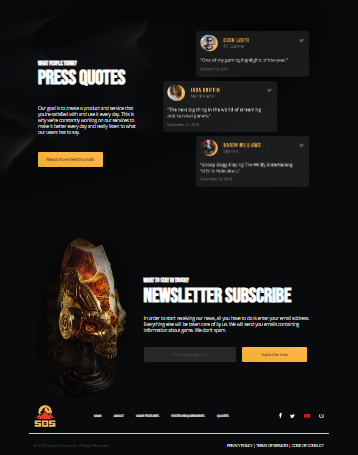 WHAT PEOPLE THINK?
PRESS QUOTES
Our goal is to create a product and service that
you're satisfied with and use it every day. This is
why we're constantly working on our services to
make it better every day and really listen to what
our users has to say.
Read more testimonials
EVAN LAHTI
PC Gamer
"One of my gaming highlights of the year."
October 18, 2018
JADA GRIFFIN
"The next big thing in the world of streaming
and survival games."
December 21, 2018
AARON WILLIAMS
Uproxx
"Snoop Dogg Playing The Wildly Entertaining
'SOS' Is Ridiculous."
December 24, 2018
WANT TO STAY IN TOUCH?
NEWSLETTER SUBSCRIBE
In order to start receiving our news, all you have to do is enter your email address.
Everything else will be taken care of by us. We will send you emails containing
information about game. We don't spam.
Subscribe now
SOS
HOME
ABOUT
GAME FEATURES
SYSTEM REQUIREMENTS
QUOTES
PRIVACY POLICY | TERMS OF SERVICES | CODE OF CONDUCT